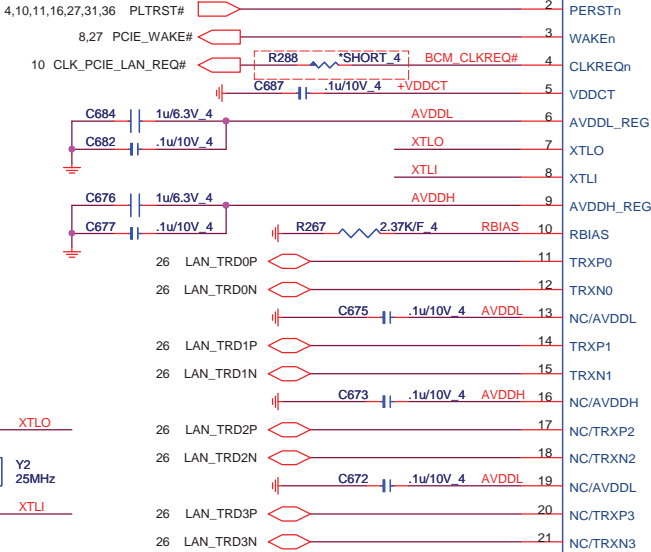 4,10,11,16,27,31,36 PLTRST# 2 PERSTn
8,27 PCIE_WAKE# 3 WAKEn
10 CLK_PCIE_LAN_REQ# R288 *SHORT_4 BCM_CLKREQ# 4 CLKREQn
C687 .1u/10V_4 +VDDCT 5 VDDCT
C684 1u/6.3V_4 AVDDL 6 AVDDL_REG
C682 .1u/10V_4 XTLO 7 XTLO
XTLI 8 XTLI
C676 1u/6.3V_4 AVDDH 9 AVDDH_REG
C677 .1u/10V_4 R267 2.37K/F_4 RBIAS 10 RBIAS
26 LAN_TRD0P 11 TRXP0
26 LAN_TRD0N 12 TRXN0
C675 .1u/10V_4 AVDDL 13 NC/AVDDL
26 LAN_TRD1P 14 TRXP1
26 LAN_TRD1N 15 TRXN1
C673 .1u/10V_4 AVDDH 16 NC/AVDDH
XTLO 26 LAN_TRD2P 17 NC/TRXP2
26 LAN_TRD2N 18 NC/TRXN2
Y2
25MHz
C672 .1u/10V_4 AVDDL 19 NC/AVDDL
XTLI 26 LAN_TRD3P 20 NC/TRXP3
26 LAN_TRD3N 21 NC/TRXN3